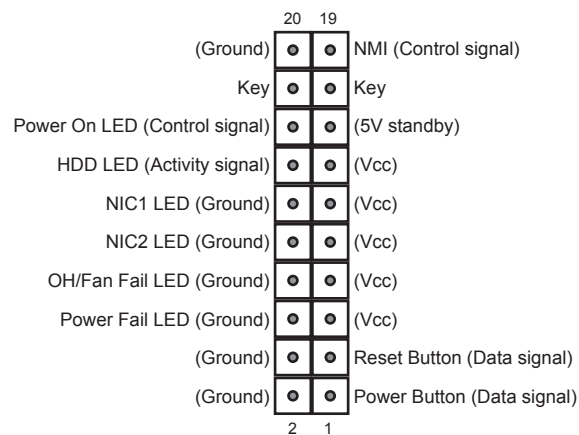 20 19
(Ground) NMI (Control signal)
Key Key
Power On LED (Control signal) (5V standby)
HDD LED (Activity signal) (Vcc)
NIC1 LED (Ground) (Vcc)
NIC2 LED (Ground) (Vcc)
OH/Fan Fail LED (Ground) (Vcc)
Power Fail LED (Ground) (Vcc)
(Ground) Reset Button (Data signal)
(Ground) Power Button (Data signal)
2 1